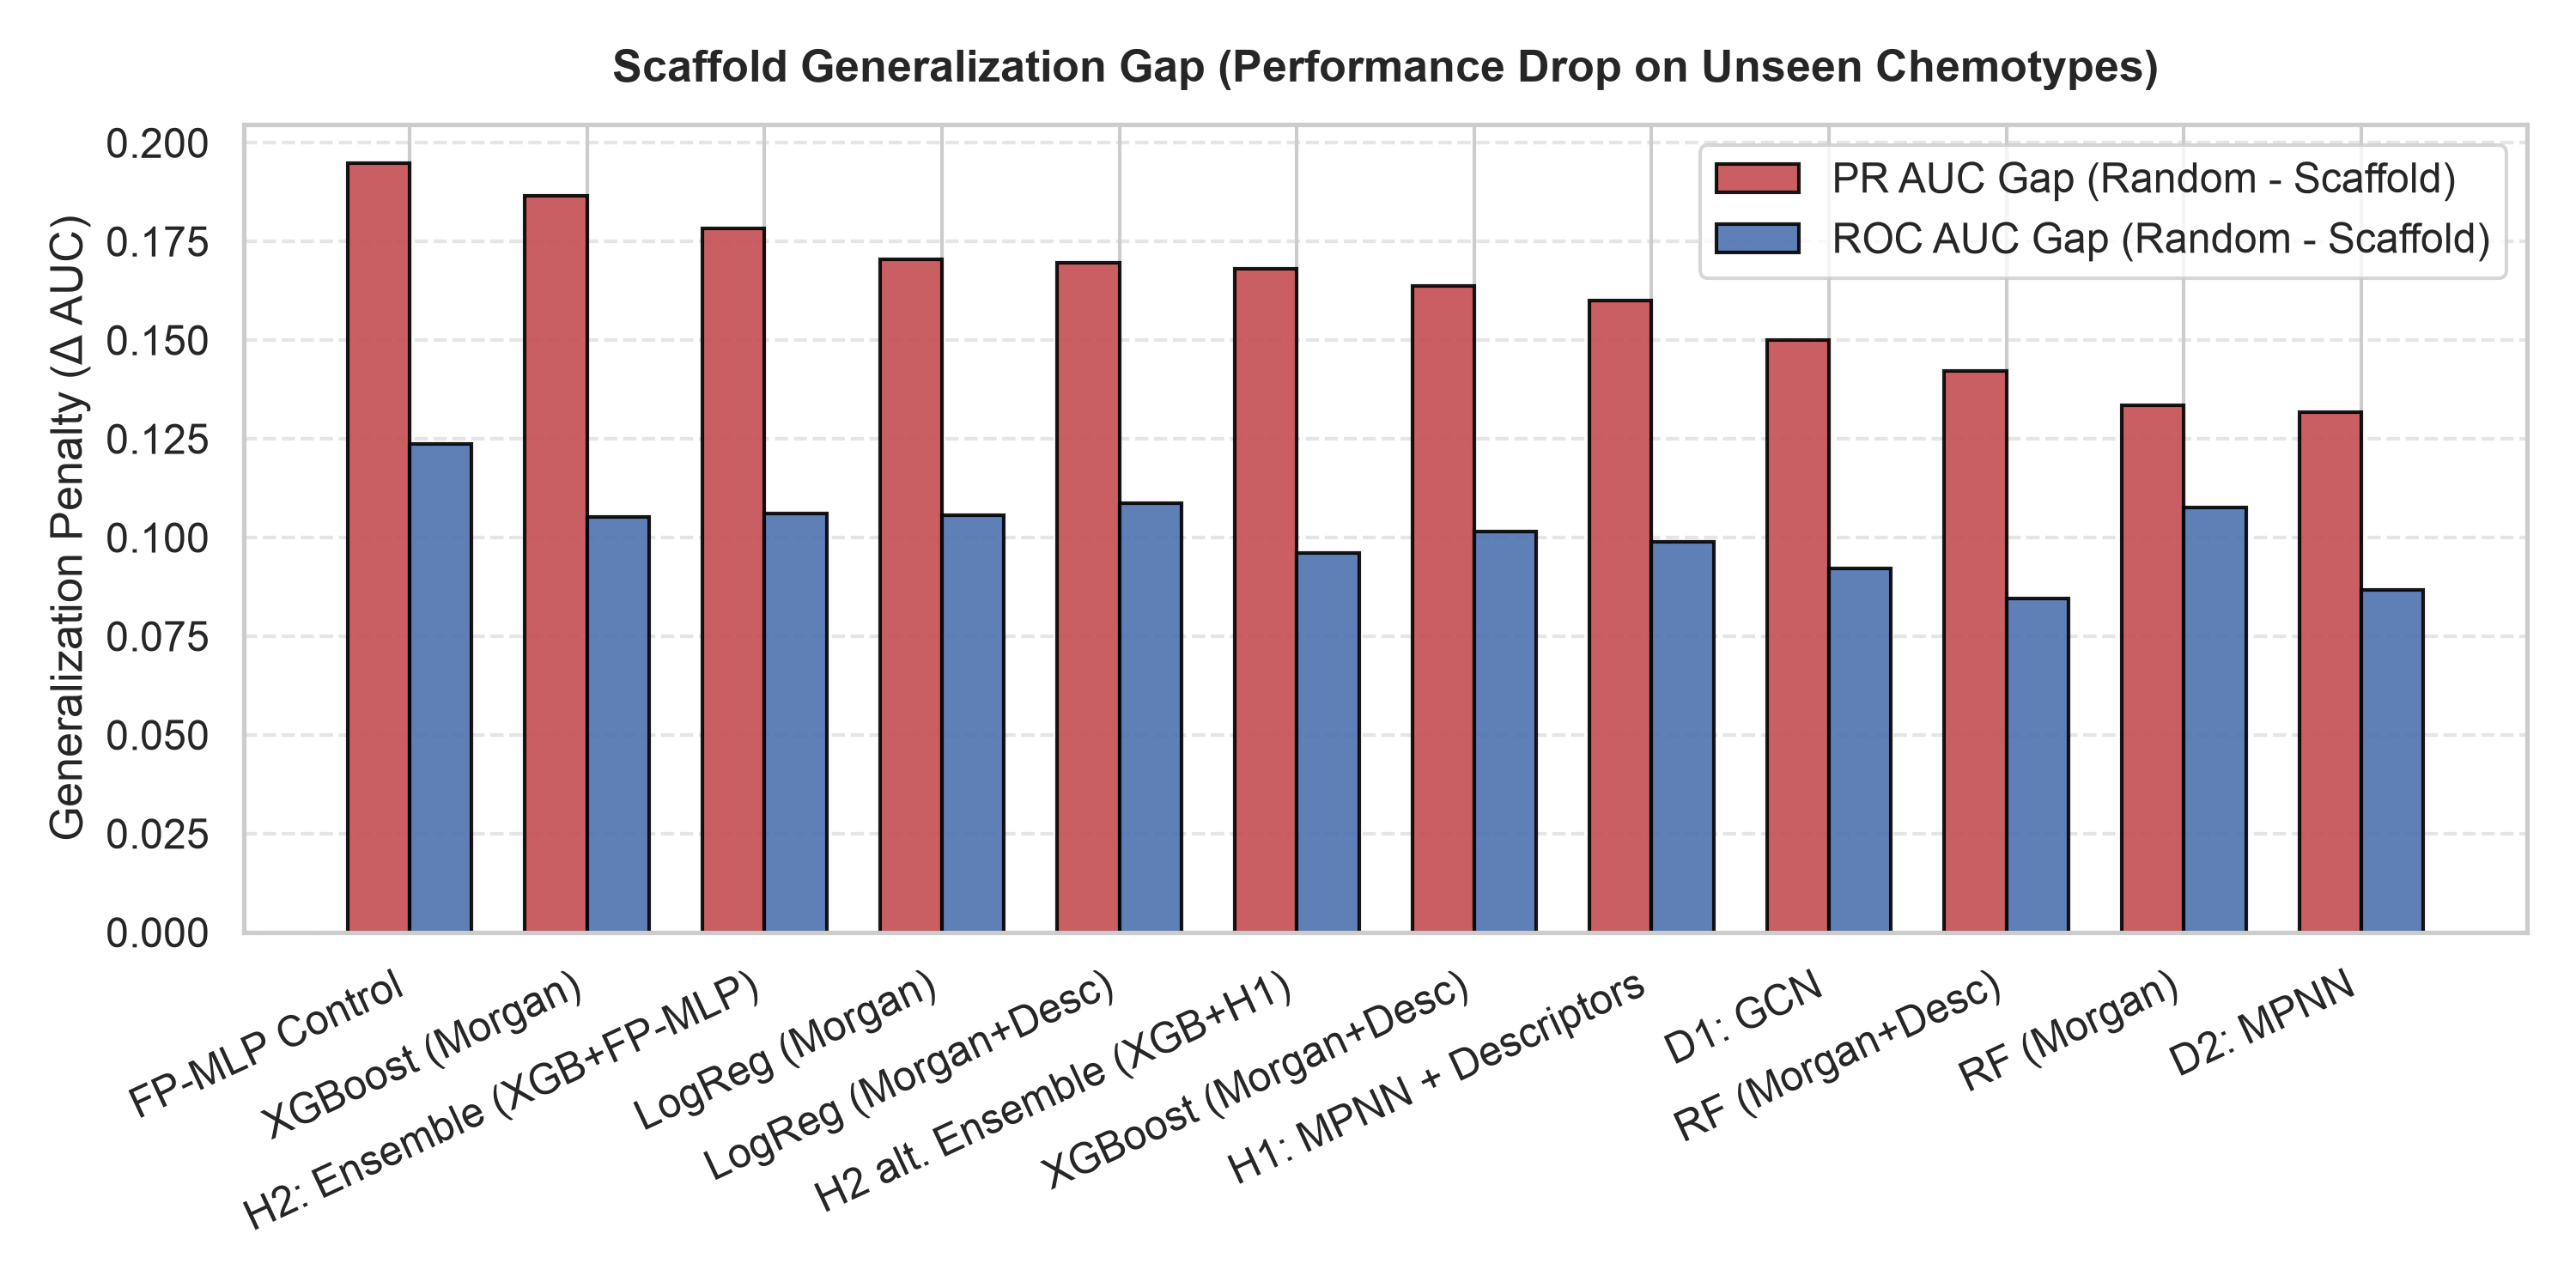 Scaffold Generalization Gap (Performance Drop on Unseen Chemotypes)
Generalization Penalty (Δ AUC)
0.200
0.175
0.150
0.125
0.100
0.075
0.050
0.025
0.000
PR AUC Gap (Random - Scaffold)
ROC AUC Gap (Random - Scaffold)
FP-MLP Control
XGBoost (Morgan)
H2: Ensemble (XGB+FP-MLP)
LogReg (Morgan)
LogReg (Morgan+Desc)
H2 alt. Ensemble (XGB+H1)
XGBoost (Morgan+Desc)
H1: MPNN + Descriptors
D1: GCN
RF (Morgan+Desc)
RF (Morgan)
D2: MPNN